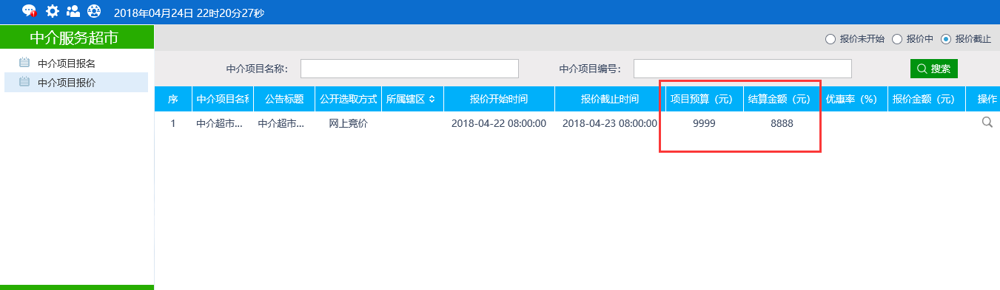 2018年04月24日 22时20分27秒
中介服务超市
中介项目报名
中介项目报价
报价未开始 报价中 报价截止
中介项目名称： 中介项目编号： 搜索
序 中介项目名称 公告标题 公开选取方式 所属辖区 报价开始时间 报价截止时间 项目预算（元） 结算金额（元） 优惠率（%） 报价金额（元） 操作
1 中介超市... 中介超市... 网上竞价 2018-04-22 08:00:00 2018-04-23 08:00:00 9999 8888